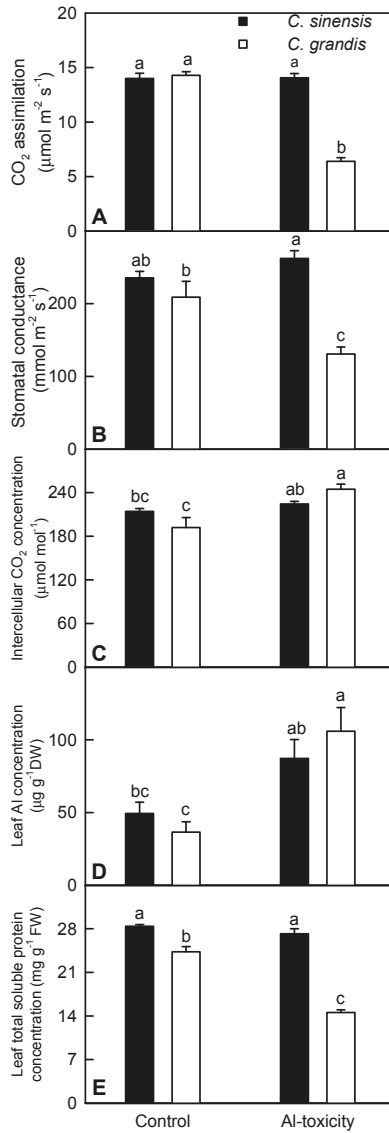 C. sinensis
C. grandis
CO₂ assimilation
(µmol m⁻² s⁻¹)
20
15
10
5
0
a
a
a
b
A
Stomatal conductance
(mmol m⁻² s⁻¹)
200
100
0
ab
b
a
c
B
Intercellular CO₂ concentration
(µmol mol⁻¹)
240
180
120
60
0
bc
c
ab
a
C
Leaf Al concentration
(µg g⁻¹DW)
100
50
0
bc
c
ab
a
D
Leaf total soluble protein
concentration (mg g⁻¹ FW)
28
21
14
7
0
a
b
a
c
E
Control
Al-toxicity